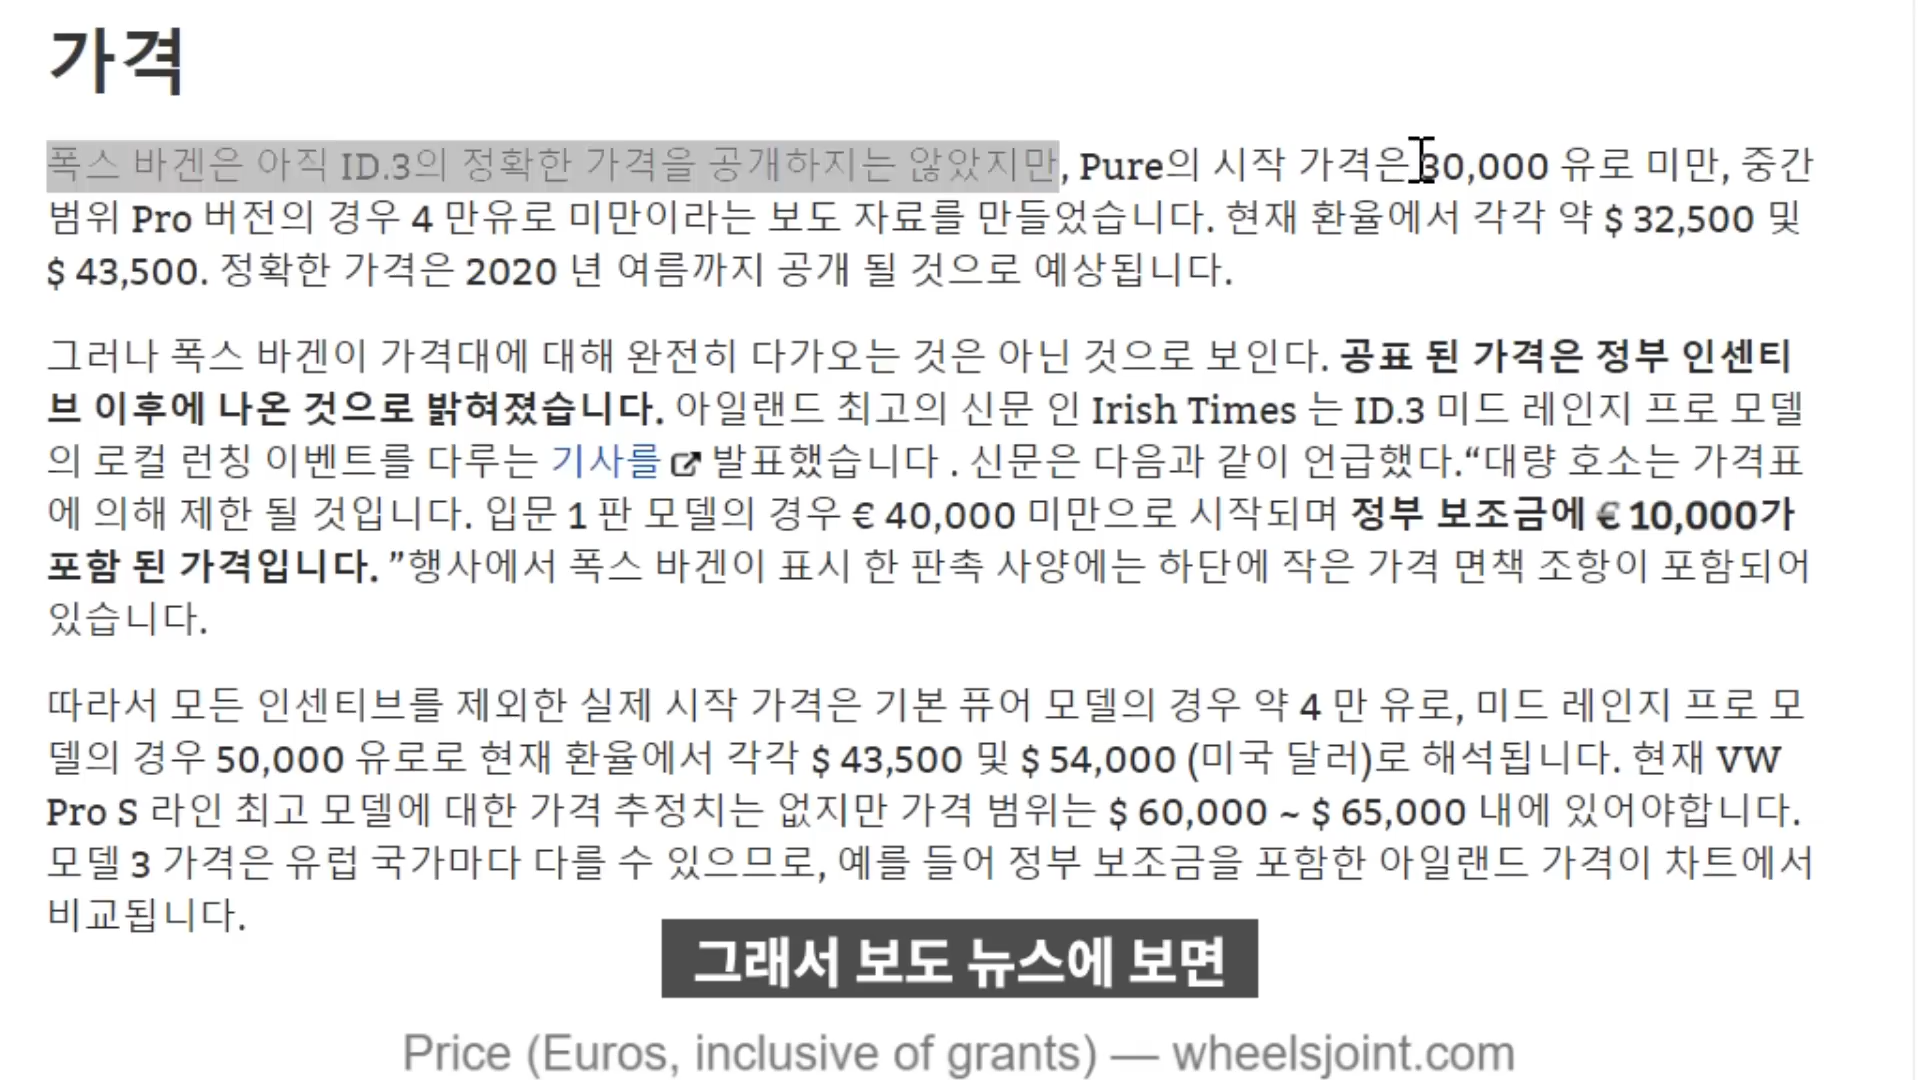 가격
폭스 바겐은 아직 ID.3의 정확한 가격을 공개하지는 않았지만, Pure의 시작 가격은 30,000 유로 미만, 중간
범위 Pro 버전의 경우 4 만유로 미만이라는 보도 자료를 만들었습니다. 현재 환율에서 각각 약 $ 32,500 및
$ 43,500. 정확한 가격은 2020 년 여름까지 공개 될 것으로 예상됩니다.
그러나 폭스 바겐이 가격대에 대해 완전히 다가오는 것은 아닌 것으로 보인다. 공표 된 가격은 정부 인센티
브 이후에 나온 것으로 밝혀졌습니다. 아일랜드 최고의 신문 인 Irish Times 는 ID.3 미드 레인지 프로 모델
의 로컬 런칭 이벤트를 다루는 기사를 발표했습니다 . 신문은 다음과 같이 언급했다.“대량 호소는 가격표
에 의해 제한 될 것입니다. 입문 1 판 모델의 경우 € 40,000 미만으로 시작되며 정부 보조금에 € 10,000가
포함 된 가격입니다. ”행사에서 폭스 바겐이 표시 한 판촉 사양에는 하단에 작은 가격 면책 조항이 포함되어
있습니다.
따라서 모든 인센티브를 제외한 실제 시작 가격은 기본 퓨어 모델의 경우 약 4 만 유로, 미드 레인지 프로 모
델의 경우 50,000 유로로 현재 환율에서 각각 $ 43,500 및 $ 54,000 (미국 달러)로 해석됩니다. 현재 VW
Pro S 라인 최고 모델에 대한 가격 추정치는 없지만 가격 범위는 $ 60,000 ~ $ 65,000 내에 있어야합니다.
모델 3 가격은 유럽 국가마다 다를 수 있으므로, 예를 들어 정부 보조금을 포함한 아일랜드 가격이 차트에서
비교됩니다.
그래서 보도 뉴스에 보면
Price (Euros, inclusive of grants) — wheelsjoint.com